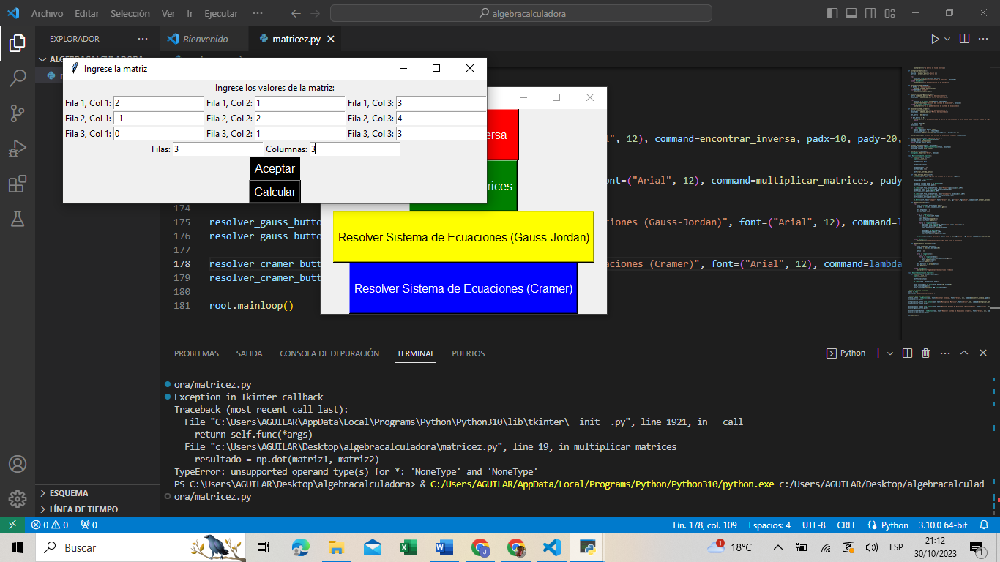 Archivo Editar Selección Ver Ir Ejecutar ··· algebracalculadora
EXPLORADOR ··· Bienvenido matricez.py
Ingrese la matriz
Ingrese los valores de la matriz:
Fila 1, Col 1: 2 Fila 1, Col 2: 1 Fila 1, Col 3: 3
Fila 2, Col 1: -1 Fila 2, Col 2: 2 Fila 2, Col 3: 4
Fila 3, Col 1: 0 Fila 3, Col 2: 1 Fila 3, Col 3: 3
Filas: 3 Columnas: 3
Aceptar
Calcular
ersa
rices
", 12), command=encontrar_inversa, padx=10, pady=20,
ont=("Arial", 12), command=multiplicar_matrices, pady
174
175 resolver_gauss_butto
iones (Gauss-Jordan)", font=("Arial", 12), command=l
176 resolver_gauss_butt
177
178 resolver_cramer_but
aciones (Cramer)", font=("Arial", 12), command=lambda
179 resolver_cramer_but
180
181 root.mainloop()
Resolver Sistema de Ecuaciones (Gauss-Jordan)
Resolver Sistema de Ecuaciones (Cramer)
PROBLEMAS SALIDA CONSOLA DE DEPURACIÓN TERMINAL PUERTOS Python
ora/matricez.py
Exception in Tkinter callback
Traceback (most recent call last):
File "C:\Users\AGUILAR\AppData\Local\Programs\Python\Python310\lib\tkinter\__init__.py", line 1921, in __call__
return self.func(*args)
File "c:\Users\AGUILAR\Desktop\algebracalculadora\matricez.py", line 19, in multiplicar_matrices
resultado = np.dot(matriz1, matriz2)
TypeError: unsupported operand type(s) for *: 'NoneType' and 'NoneType'
PS C:\Users\AGUILAR\Desktop\algebracalculadora> & C:/Users/AGUILAR/AppData/Local/Programs/Python/Python310/python.exe c:/Users/AGUILAR/Desktop/algebracalculad
ora/matricez.py
ESQUEMA
LÍNEA DE TIEMPO
0 0 0 Lín. 178, col. 109 Espacios: 4 UTF-8 CRLF Python 3.10.0 64-bit
Buscar 1 18°C ESP 21:12
30/10/2023 1